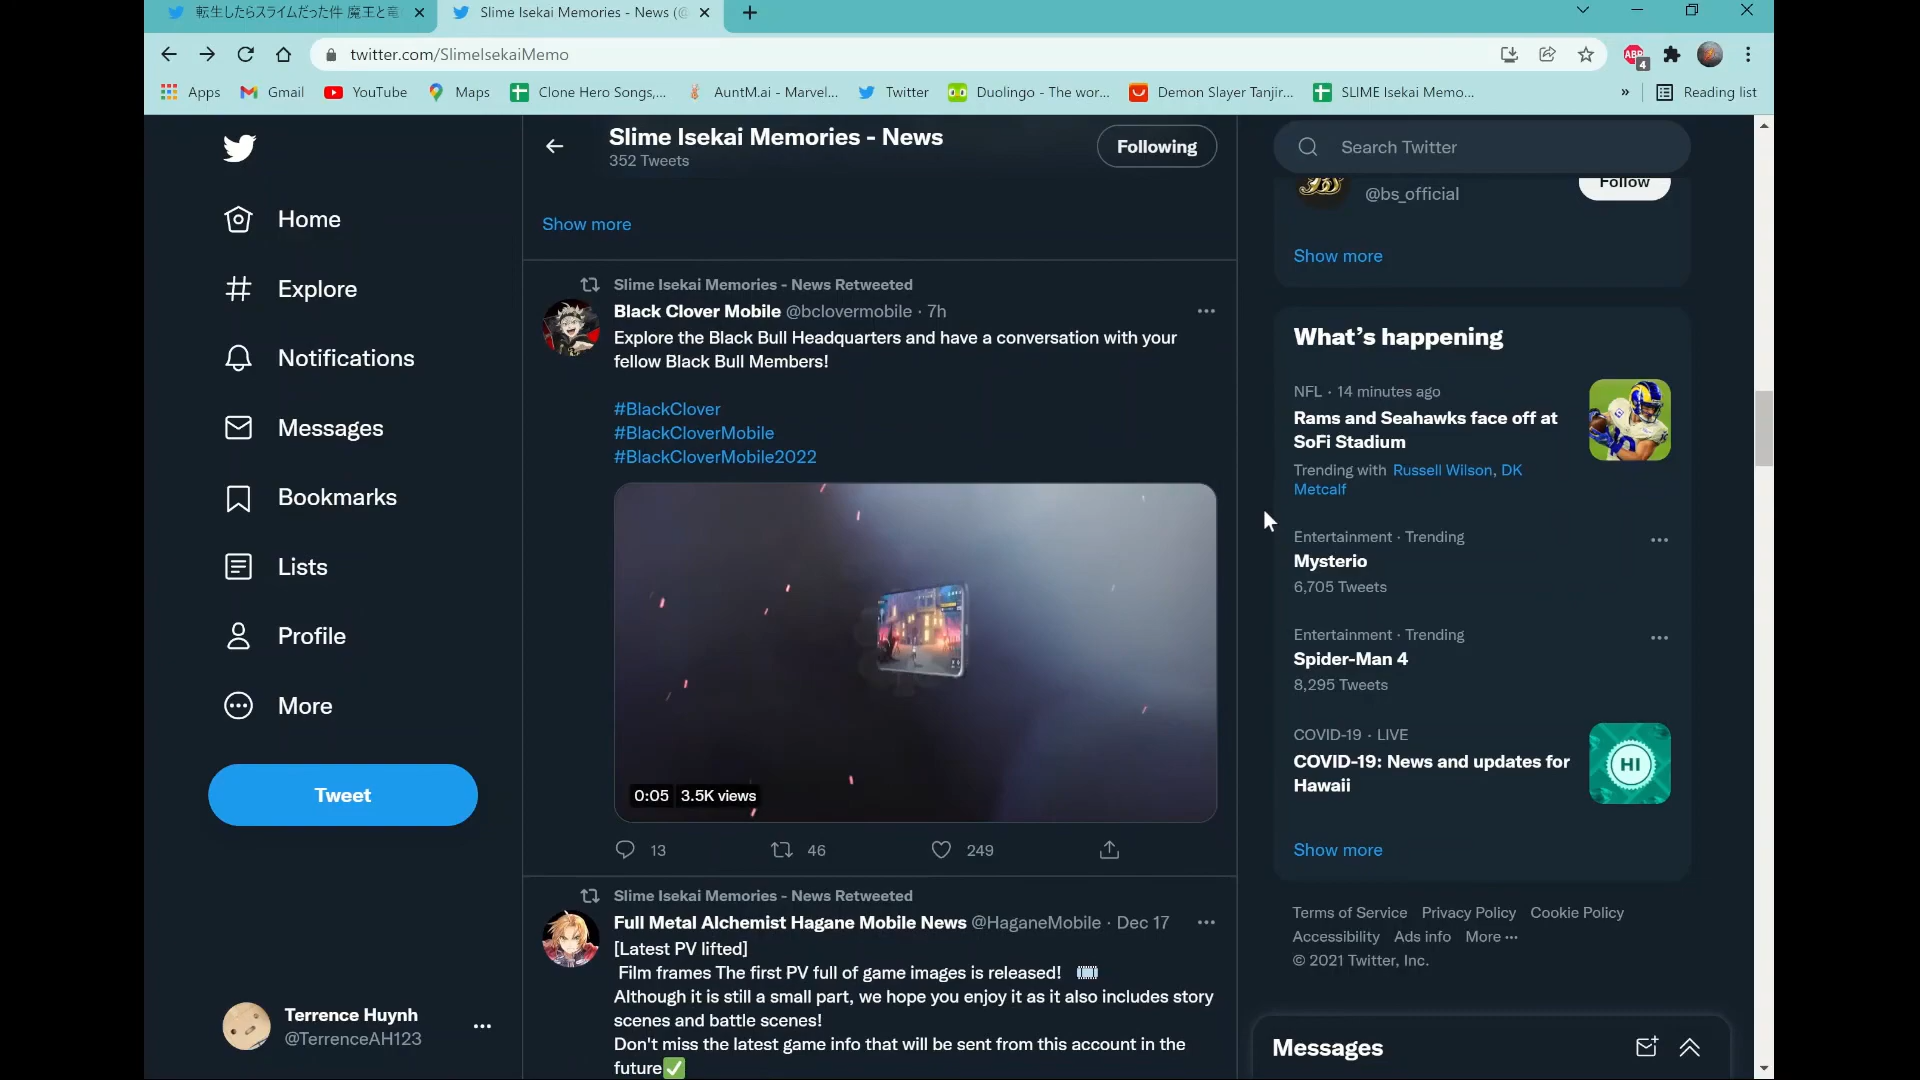 転生したらスライムだった件 魔王と竜
Slime Isekai Memories - News (@
twitter.com/SlimeIsekaiMemo
ABP
4
Apps
Gmail
YouTube
Maps
Clone Hero Songs,...
AuntM.ai - Marvel...
Twitter
Duolingo - The wor...
Demon Slayer Tanjir...
SLIME Isekai Memo...
»
Reading list
Home
Explore
Notifications
Messages
Bookmarks
Lists
Profile
More
Tweet
Terrence Huynh
@TerrenceAH123
Slime Isekai Memories - News
352 Tweets
Following
Show more
Slime Isekai Memories - News Retweeted
Black Clover Mobile @bclovermobile · 7h
Explore the Black Bull Headquarters and have a conversation with your
fellow Black Bull Members!
#BlackClover
#BlackCloverMobile
#BlackCloverMobile2022
0:05 3.5K views
13
46
249
Slime Isekai Memories - News Retweeted
Full Metal Alchemist Hagane Mobile News @HaganeMobile · Dec 17
[Latest PV lifted]
Film frames The first PV full of game images is released!
Although it is still a small part, we hope you enjoy it as it also includes story
scenes and battle scenes!
Don't miss the latest game info that will be sent from this account in the
future✅
Search Twitter
@bs_official
Follow
Show more
What's happening
NFL · 14 minutes ago
Rams and Seahawks face off at
SoFi Stadium
Trending with Russell Wilson, DK
Metcalf
Entertainment · Trending
Mysterio
6,705 Tweets
Entertainment · Trending
Spider-Man 4
8,295 Tweets
COVID-19 · LIVE
COVID-19: News and updates for
Hawaii
HI
Show more
Terms of Service Privacy Policy Cookie Policy
Accessibility Ads info More ···
© 2021 Twitter, Inc.
Messages